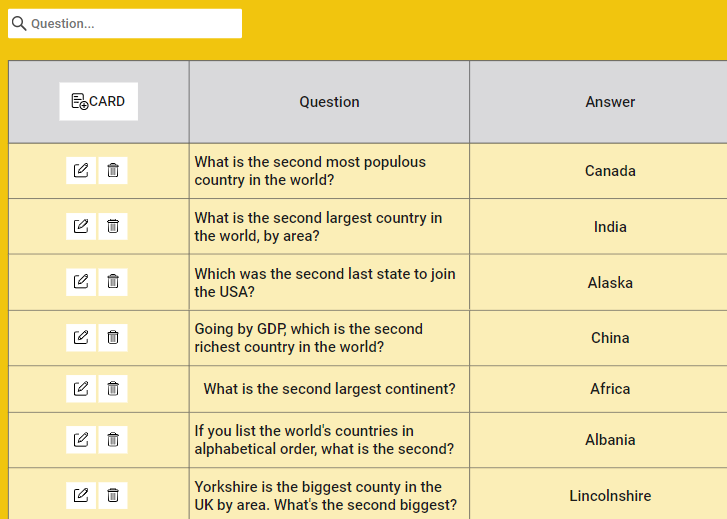 Question...
CARD
Question
Answer
What is the second most populous
country in the world?
Canada
What is the second largest country in
the world, by area?
India
Which was the second last state to join
the USA?
Alaska
Going by GDP, which is the second
richest country in the world?
China
What is the second largest continent?
Africa
If you list the world's countries in
alphabetical order, what is the second?
Albania
Yorkshire is the biggest county in the
UK by area. What's the second biggest?
Lincolnshire